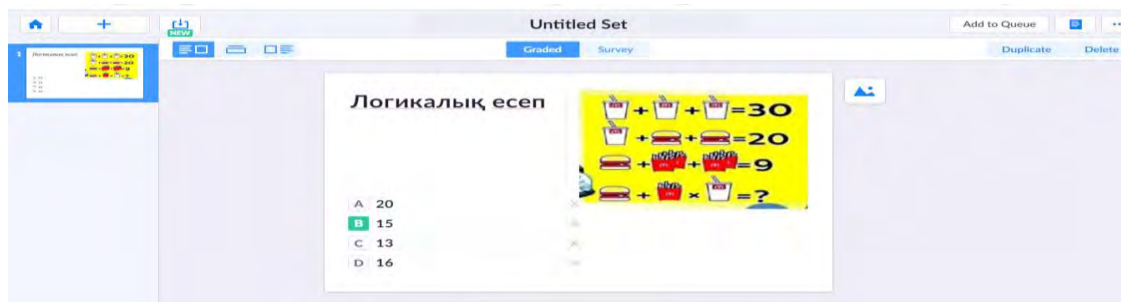 Untitled Set
Add to Queue
NEW
Graded Survey
Duplicate Delete
1
Логикалық есеп
+ + =30
+ + =20
+ + =9
+ × =?
A 20
B 15
C 13
D 16